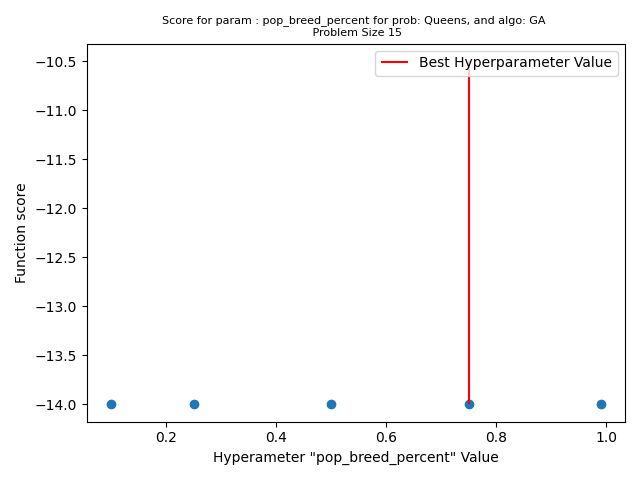 Score for param : pop_breed_percent for prob: Queens, and algo: GA
Problem Size 15
Best Hyperparameter Value
−10.5
−11.0
−11.5
−12.0
−12.5
−13.0
−13.5
−14.0
Function score
0.2 0.4 0.6 0.8 1.0
Hyperameter "pop_breed_percent" Value